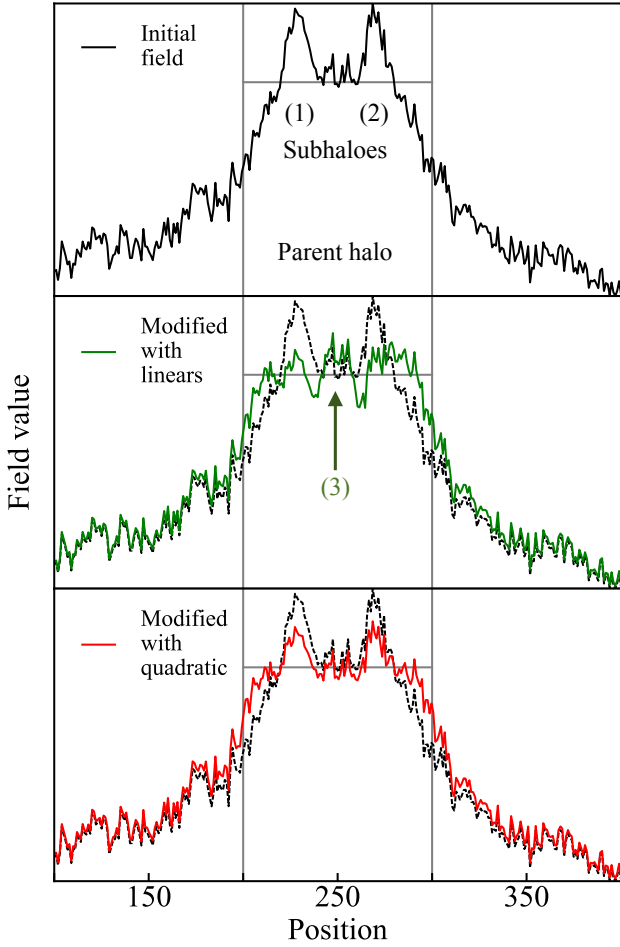 Initial
field
(1)
(2)
Subhaloes
Parent halo
Modified
with
linears
(3)
Field value
Modified
with
quadratic
150
250
350
Position